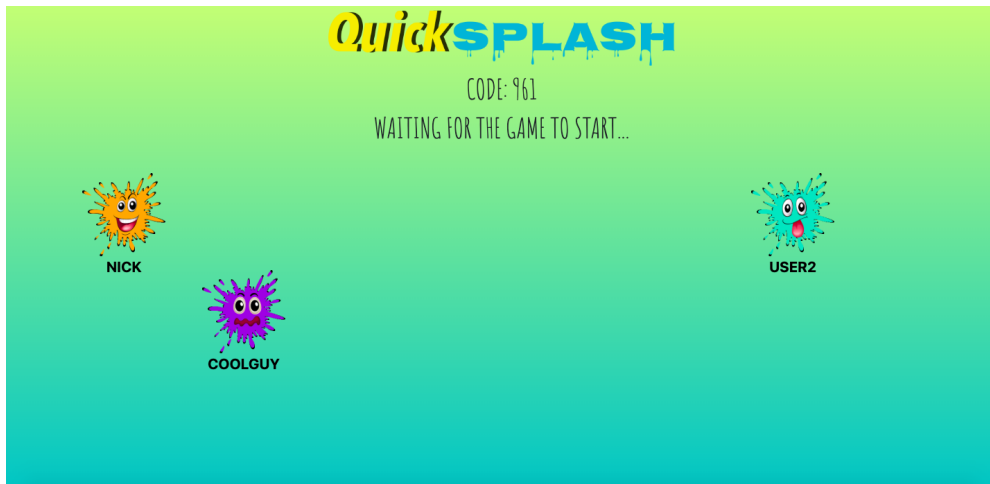 QuickSPLASH
CODE: 961
WAITING FOR THE GAME TO START...
NICK
USER2
COOLGUY